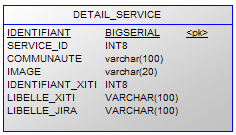 DETAIL_SERVICE
IDENTIFIANT BIGSERIAL <pk>
SERVICE_ID INT8
COMMUNAUTE varchar(100)
IMAGE varchar(20)
IDENTIFIANT_XITI INT8
LIBELLE_XITI VARCHAR(100)
LIBELLE_JIRA VARCHAR(100)